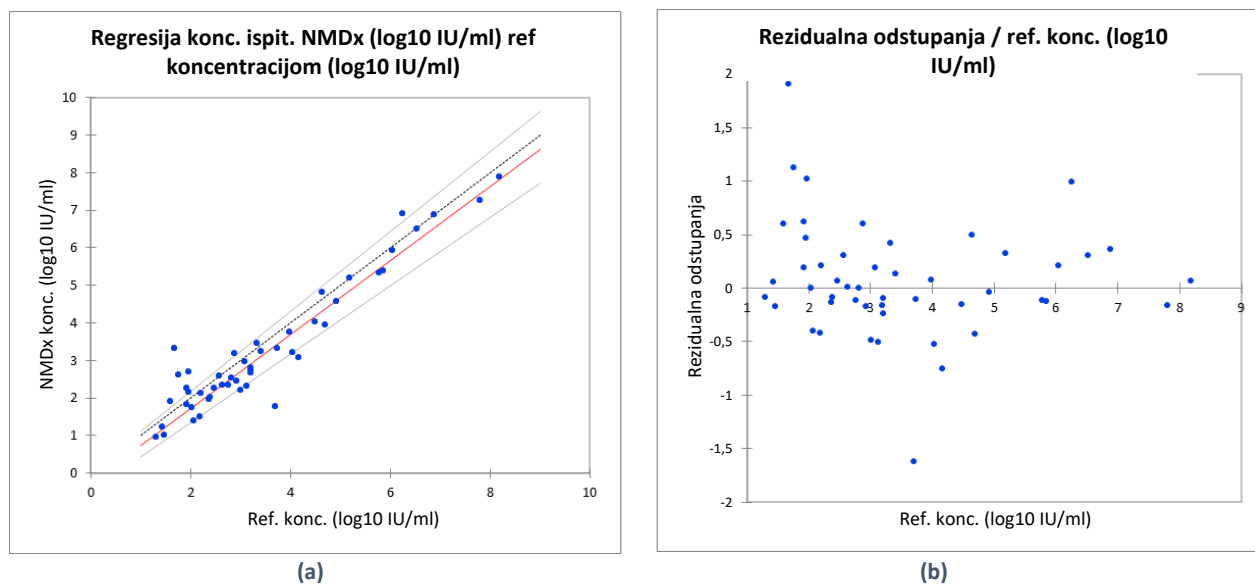 Regresija konc. ispit. NMDx (log10 IU/ml) ref
koncentracijom (log10 IU/ml)
10
9
8
7
6
5
4
3
2
1
0
NMDx konc. (log10 IU/ml)
0 2 4 6 8 10
Ref. konc. (log10 IU/ml)
(a)
Rezidualna odstupanja / ref. konc. (log10
IU/ml)
2
1,5
1
0,5
0
-0,5
-1
-1,5
-2
Rezidualna odstupanja
1 2 3 4 5 6 7 8 9
Ref. konc. (log10 IU/ml)
(b)